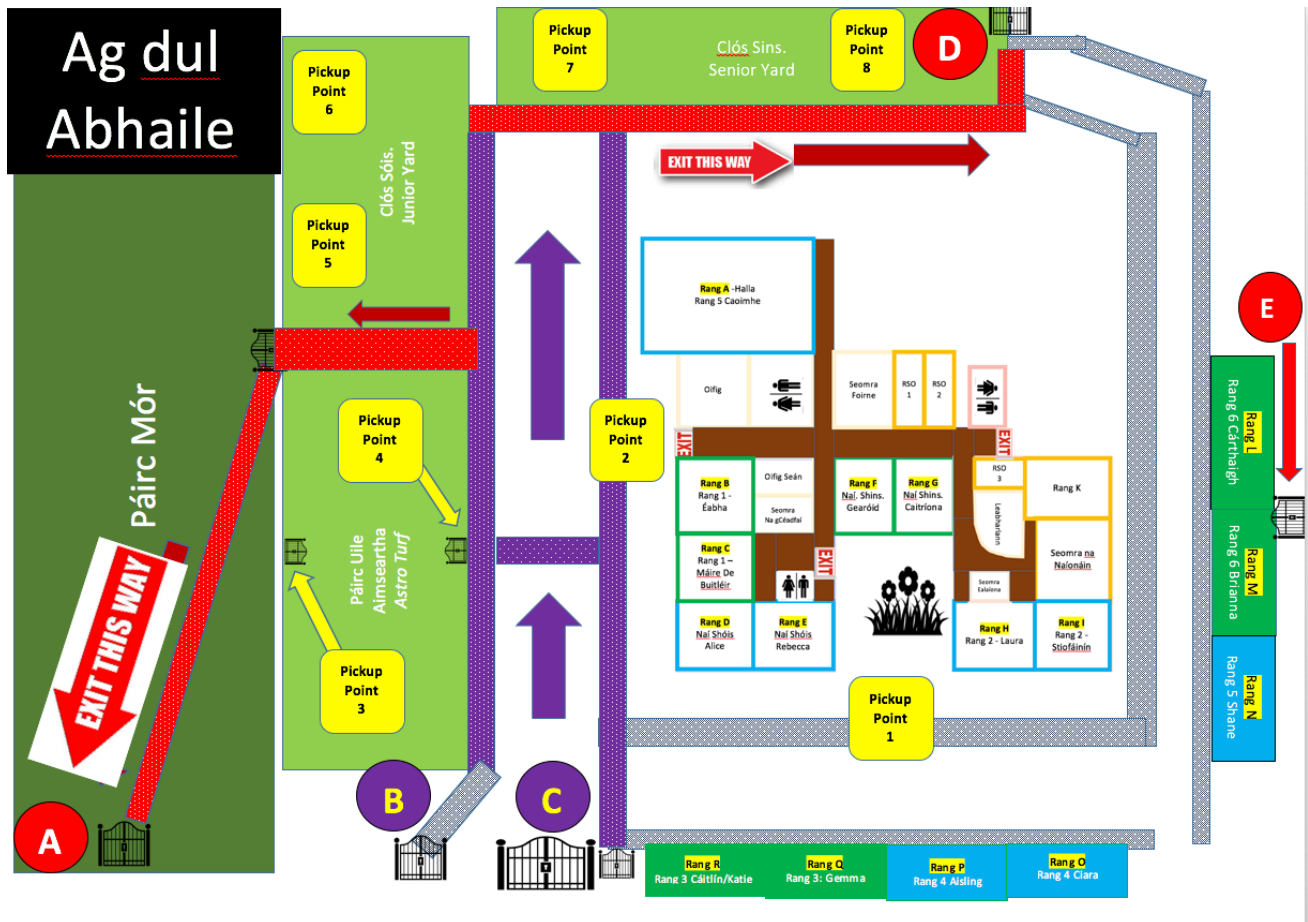 Ag dul
Abhaile
Pickup
Point
6
Clós Sóis.
Junior Yard
Pickup
Point
5
Pickup
Point
7
Clós Sins.
Senior Yard
Pickup
Point
8
D
EXIT THIS WAY
E
Páirc Mór
EXIT THIS WAY
A
Pickup
Point
4
Páirc Uile
Aimseartha
Astro Turf
Pickup
Point
3
B
C
Pickup
Point
2
Rang A -Halla
Rang 5 Caoimhe
Oifig
Seomra
Foirne
RSO
1
RSO
2
EXIT
EXIT
Rang B
Rang 1 -
Éabha
Oifig Seán
Seomra
Na gCéadfaí
Rang F
Naí. Shins.
Gearóid
Rang G
Naí Shins.
Caitríona
RSO
3
Rang K
Leabharlann
Rang C
Rang 1 –
Máire De
Buitléir
EXIT
Seomra na
Naíonáin
Seomra
Ealaíona
Rang D
Naí Shóis
Alice
Rang E
Naí Shóis
Rebecca
Rang H
Rang 2 - Laura
Rang I
Rang 2 -
Stiofáinín
Pickup
Point
1
Rang L
Rang 6 Cárthaigh
Rang M
Rang 6 Brianna
Rang N
Rang 5 Shane
Rang R
Rang 3 Cáitlín/Katie
Rang Q
Rang 3: Gemma
Rang P
Rang 4 Aisling
Rang O
Rang 4 Ciara